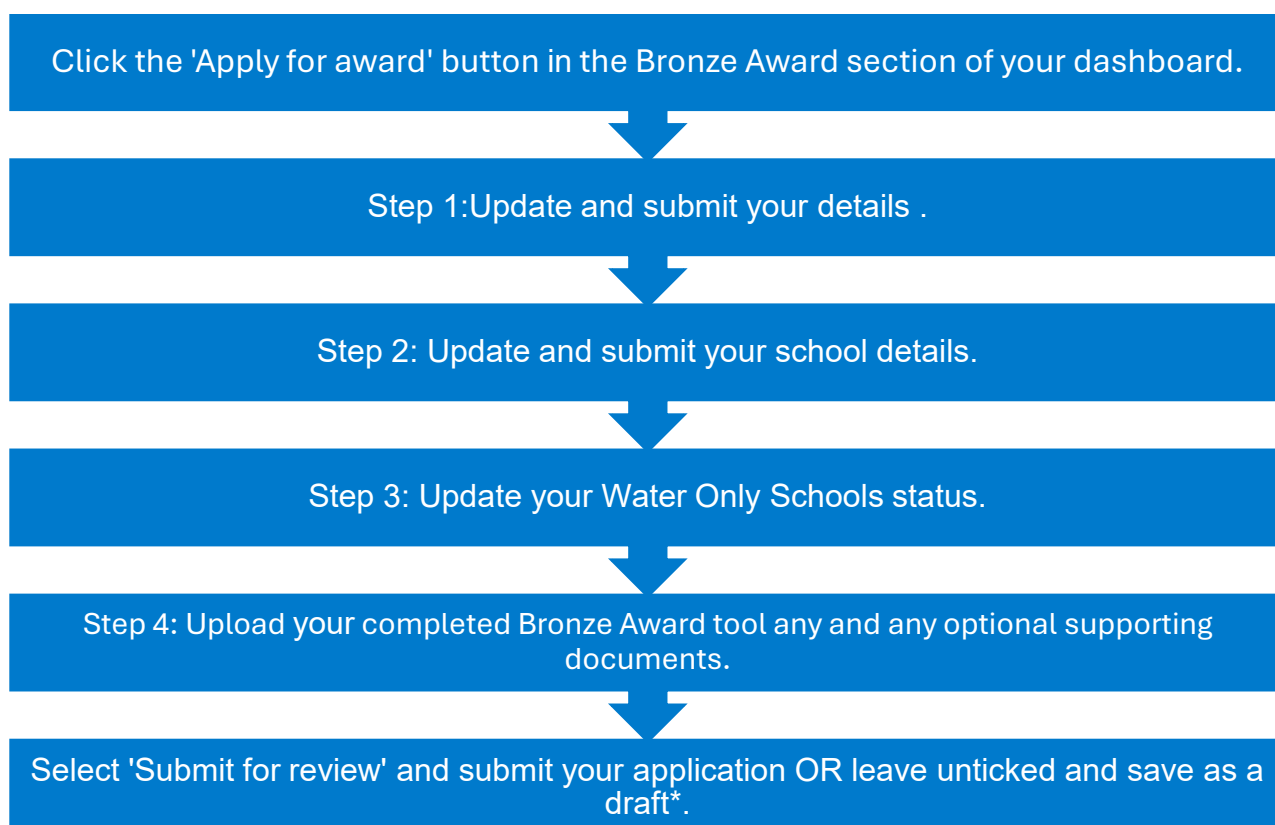 Click the 'Apply for award' button in the Bronze Award section of your dashboard.
Step 1:Update and submit your details .
Step 2: Update and submit your school details.
Step 3: Update your Water Only Schools status.
Step 4: Upload your completed Bronze Award tool any and any optional supporting
documents.
Select 'Submit for review' and submit your application OR leave unticked and save as a
draft*.